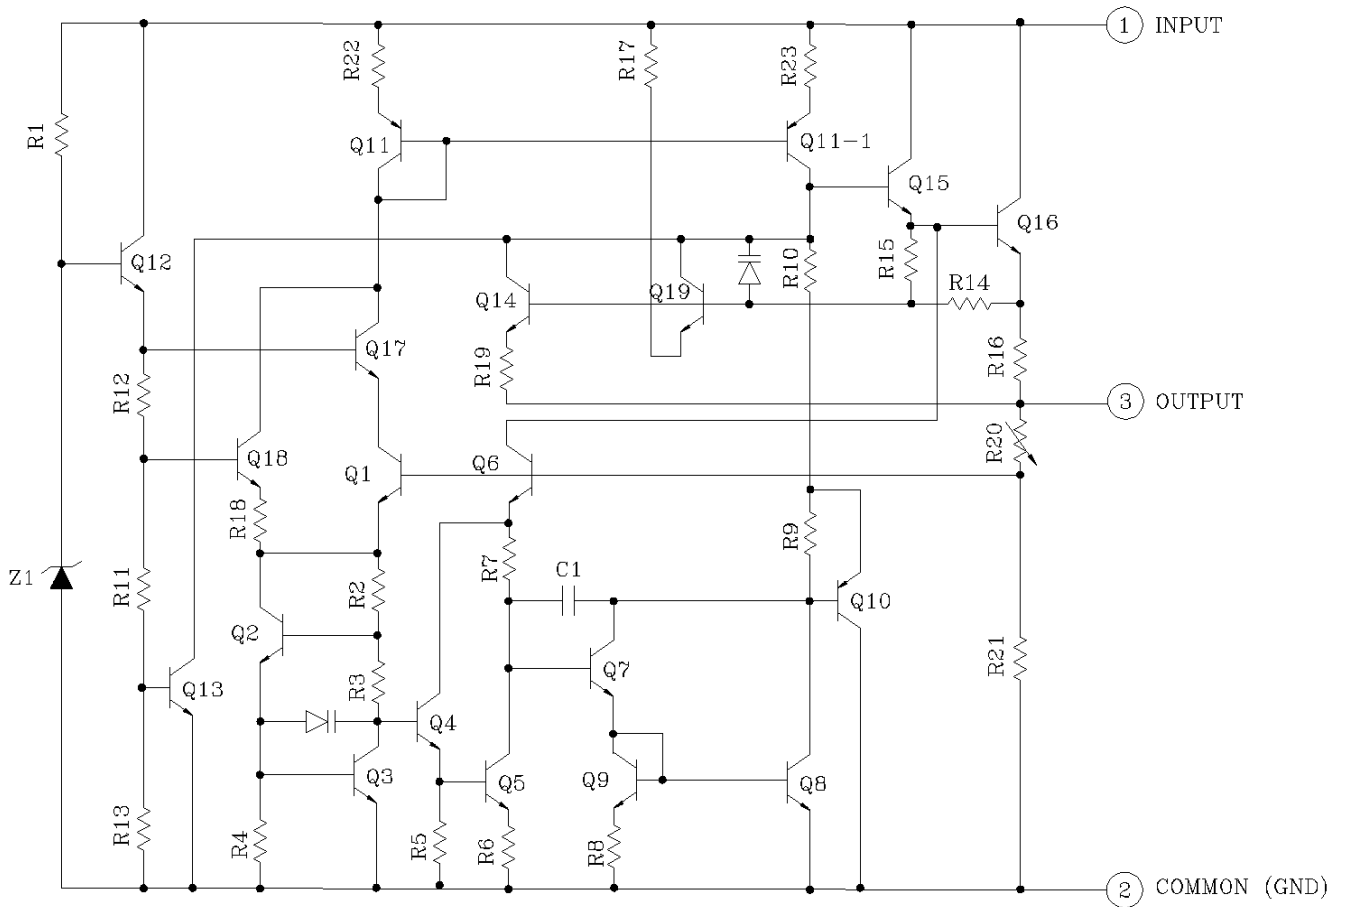 1 INPUT
R22
R17
R23
R1
Q11
Q11-1
Q15
Q16
Q12
R15
R10
R14
Q14
Q19
Q17
R19
R16
R12
3 OUTPUT
R20
Q18
Q1
Q6
R18
R9
R7
C1
Z1
R11
R2
Q10
Q2
R21
Q7
R3
Q13
Q4
Q3
Q5
Q9
Q8
R13
R4
R5
R6
R8
2 COMMON (GND)